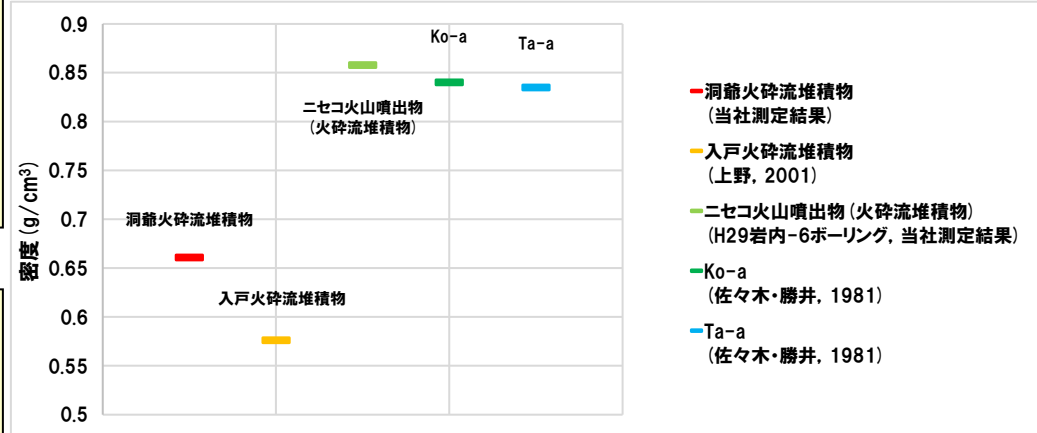 0.9
0.85
0.8
0.75
0.7
0.65
0.6
0.55
0.5
密度(g/cm³)
Ko-a
Ta-a
ニセコ火山噴出物
(火砕流堆積物)
洞爺火砕流堆積物
入戸火砕流堆積物
洞爺火砕流堆積物
(当社測定結果)
入戸火砕流堆積物
(上野, 2001)
ニセコ火山噴出物(火砕流堆積物)
(H29岩内-6ボーリング, 当社測定結果)
Ko-a
(佐々木・勝井, 1981)
Ta-a
(佐々木・勝井, 1981)